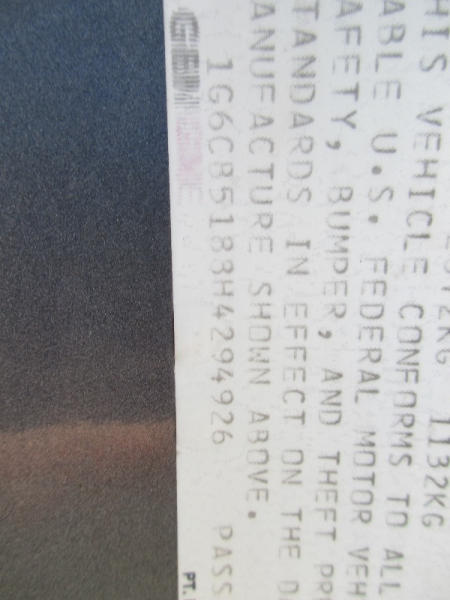 1132KG
HIS VEHICLE CONFORMS TO ALL
ABLE U.S. FEDERAL MOTOR VEH
AFETY, BUMPER, AND THEFT PR
TANDARDS IN EFFECT ON THE D
ANUFACTURE SHOWN ABOVE.
1G6CB5188H4294926 PASS
PT.